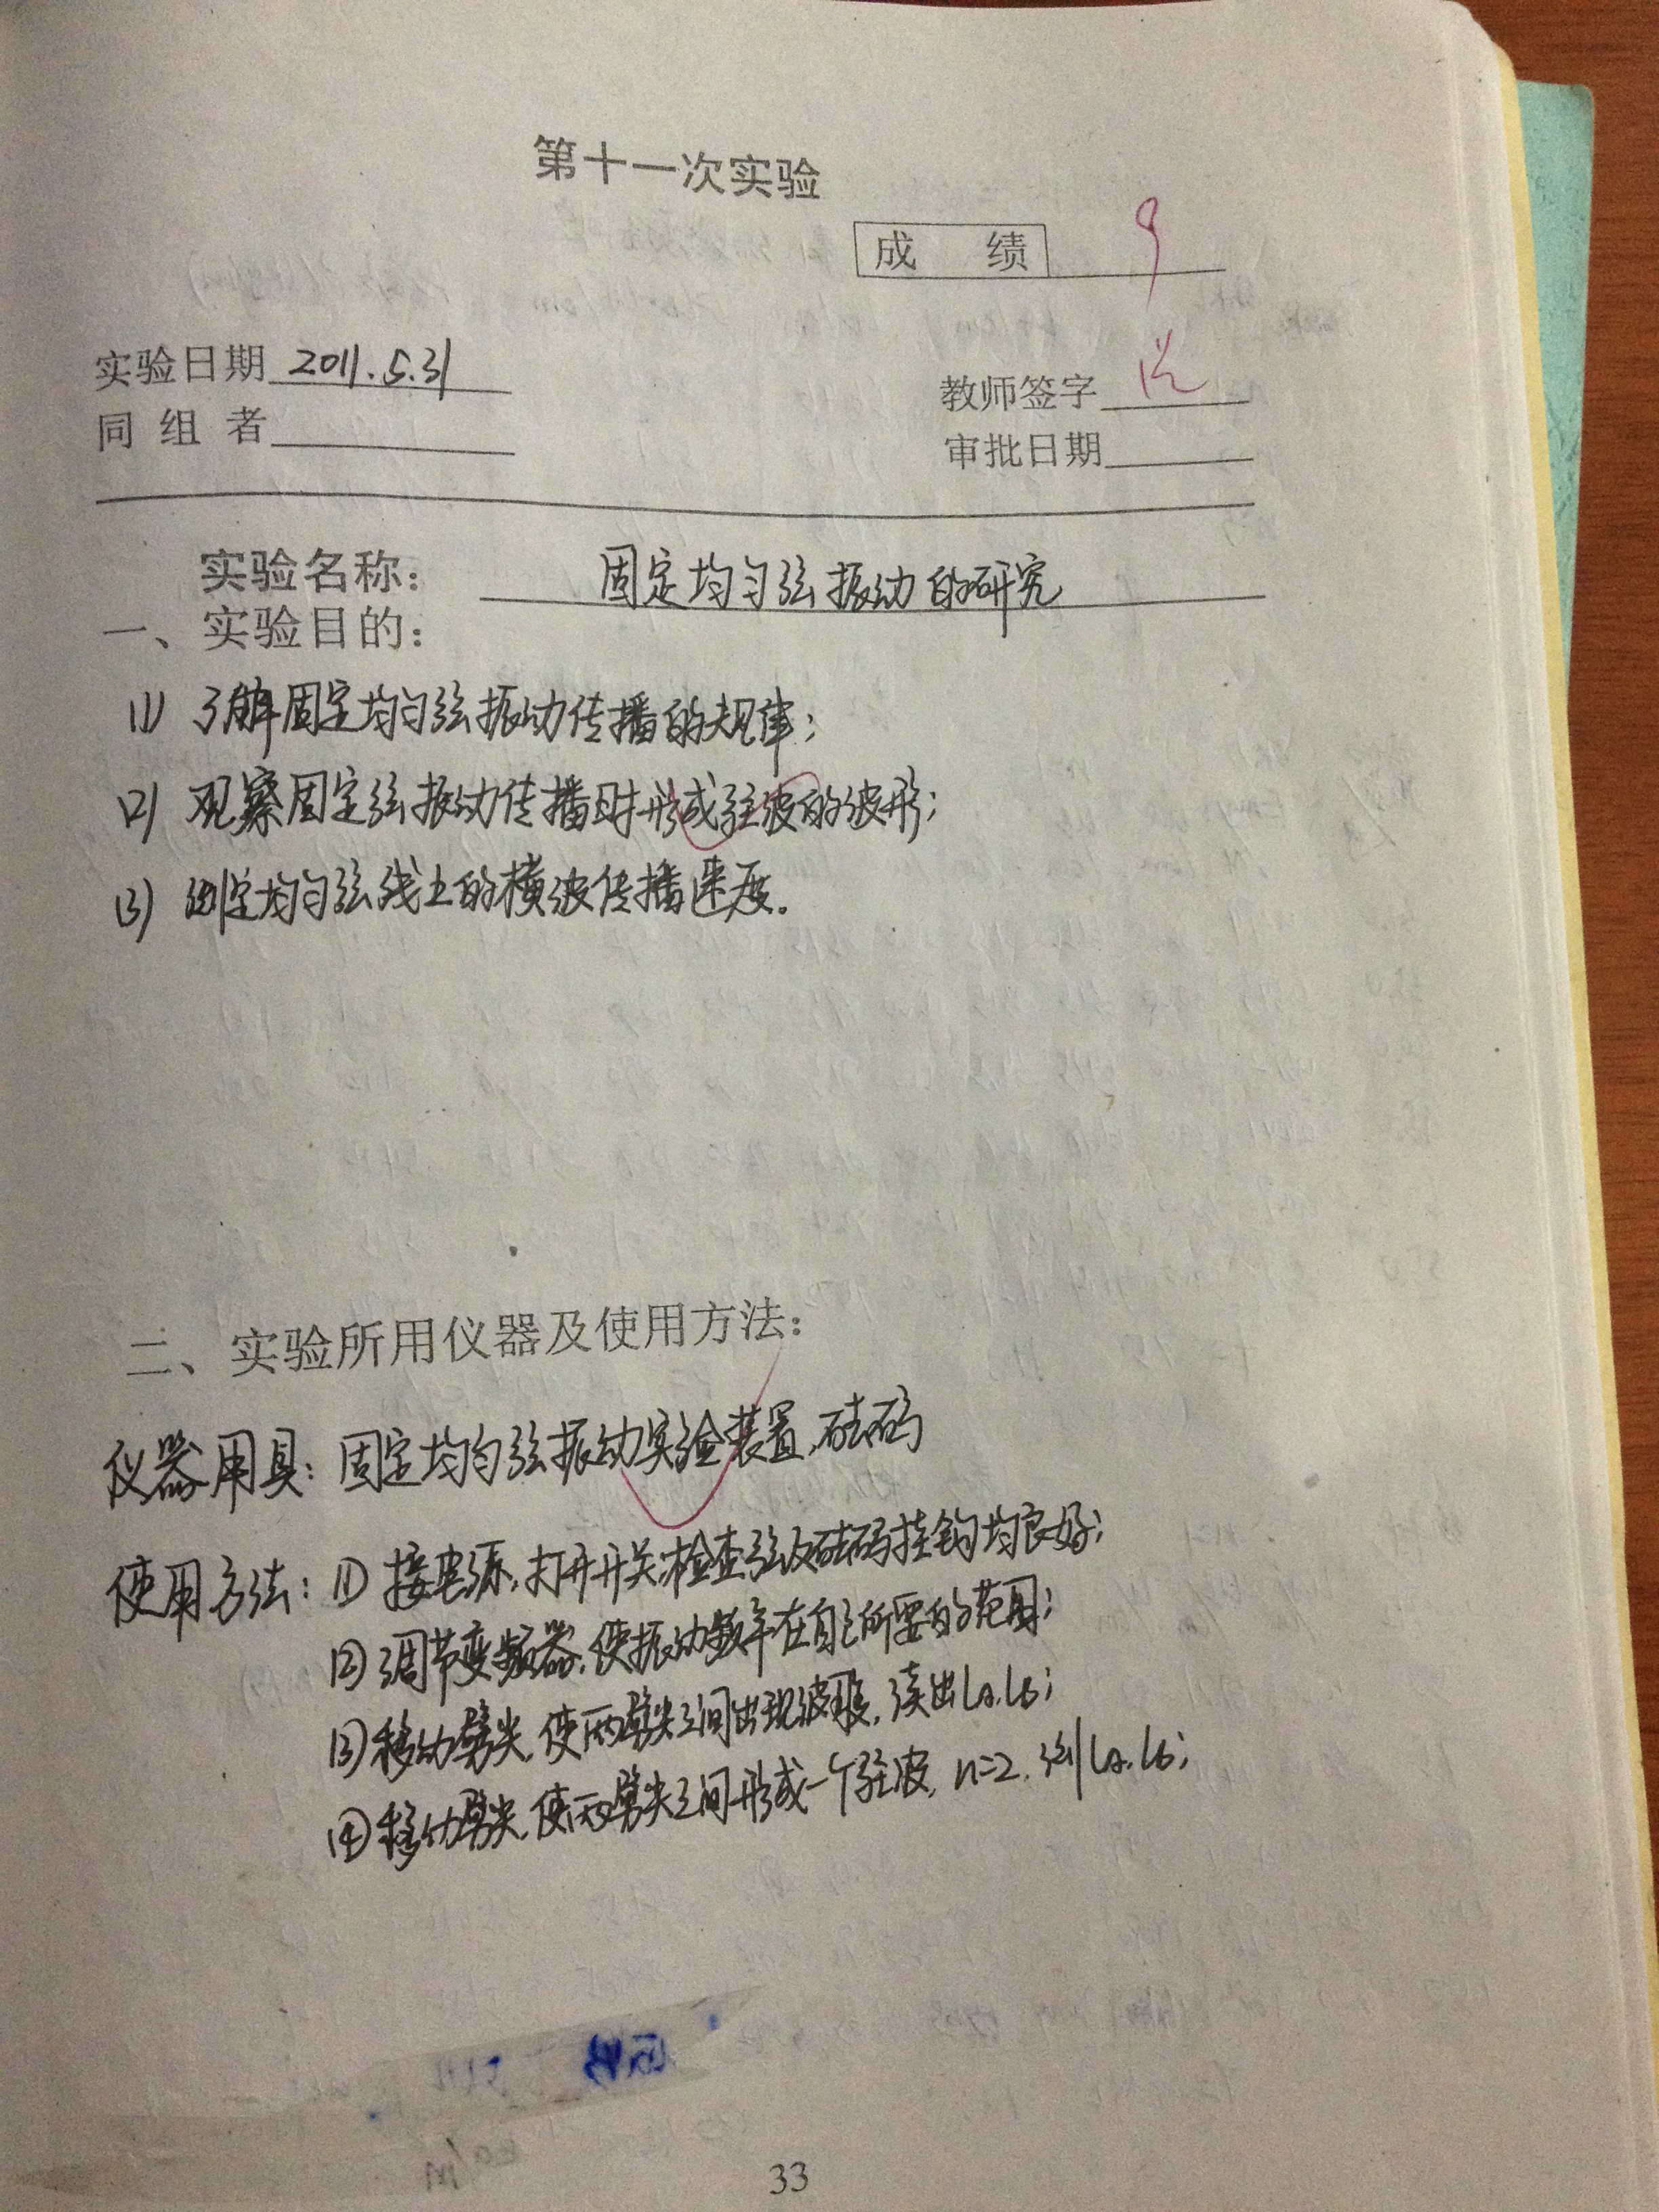 第十一次实验
成 绩 9
实验日期 2011.5.31
教师签字
同 组 者
审批日期
实验名称： 固定均匀弦振动的研究
一、实验目的：
(1) 了解固定均匀弦振动传播的规律；
(2) 观察固定弦振动传播时形成驻波的波形；
(3) 测定均匀弦线上的横波传播速度.
二、实验所用仪器及使用方法：
仪器用具：固定均匀弦振动实验装置，砝码
使用方法：(1) 接电源，打开开关，检查弦及砝码挂钩均良好；
(2) 调节变频器，使振动频率在自己所要的范围；
(3) 移动劈尖，使两劈尖之间出现波形，读出La.Lb；
(4) 移动劈尖，使两劈尖之间形成一个驻波，n=2，测La.Lb；
33